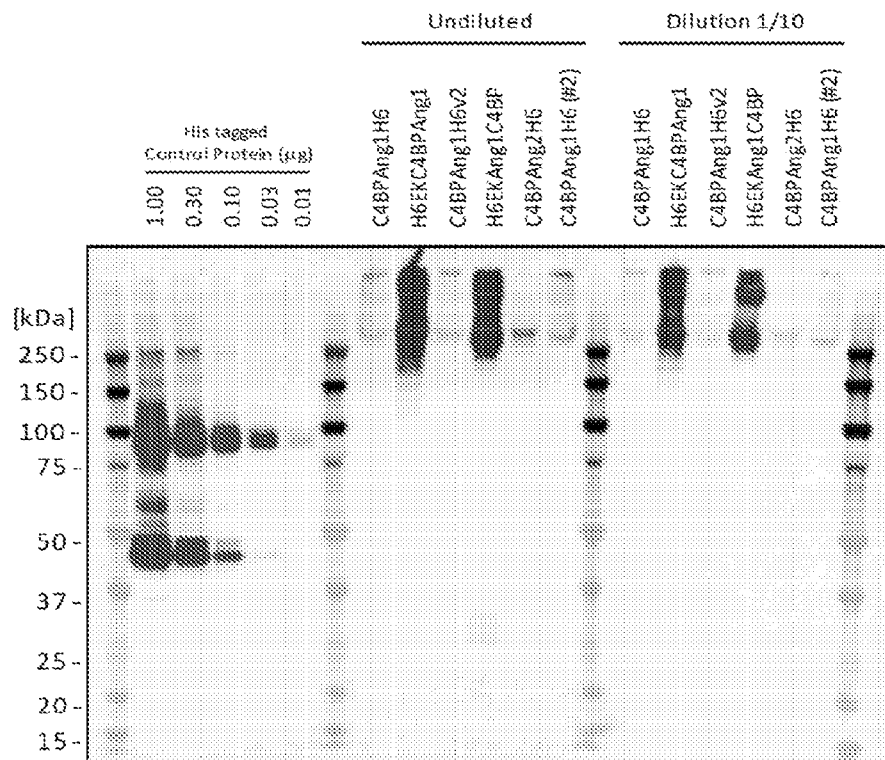 Undiluted
Dilution 1/10
His tagged
Control Protein (µg)
1.00
0.30
0.10
0.03
0.01
C4BPAng1H6
H6EKC4BPAng1
C4BPAng1H6v2
H6EKAng1C4BP
C4BPAng2H6
C4BPAng1H6 (#2)
C4BPAng1H6
H6EKC4BPAng1
C4BPAng1H6v2
H6EKAng1C4BP
C4BPAng2H6
C4BPAng1H6 (#2)
[kDa]
250 -
150 -
100 -
75 -
50 -
37 -
25 -
20 -
15 -